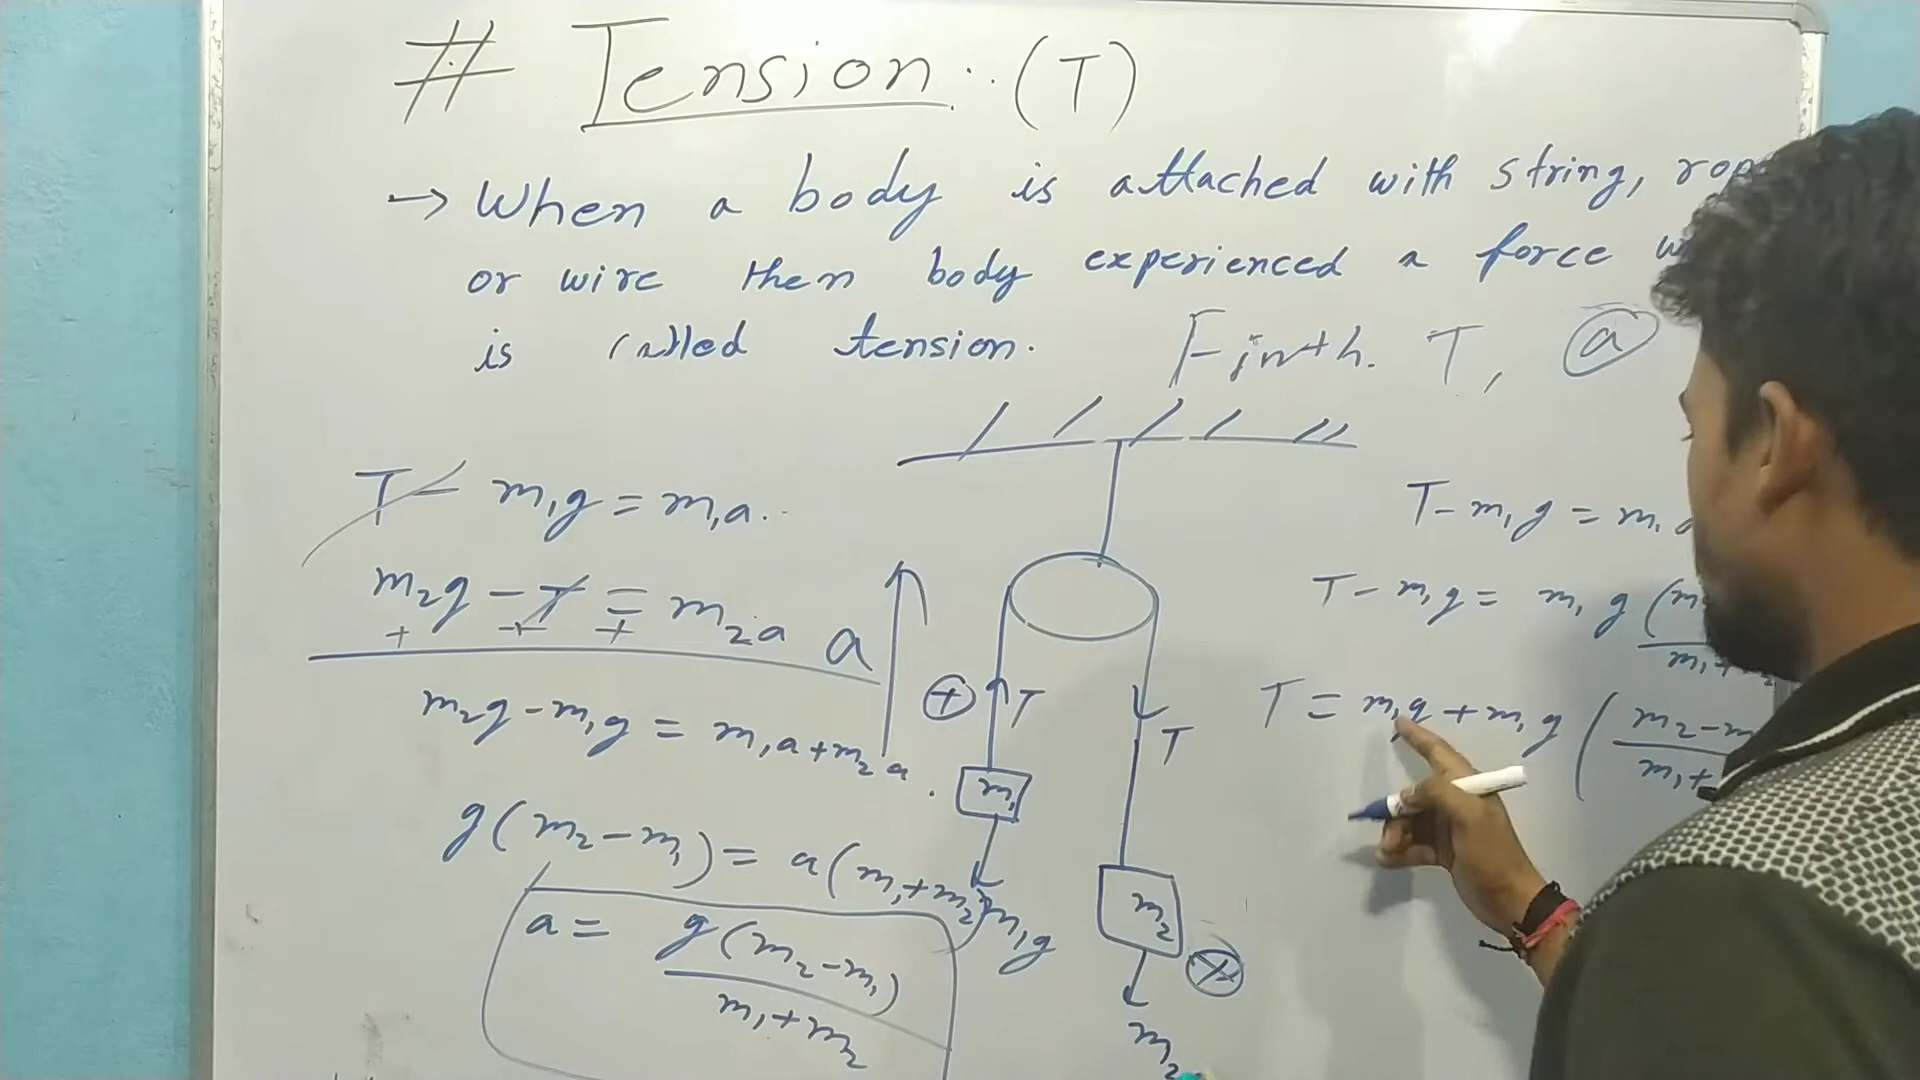 # Tension (T)
→ When a body is attached with string,
or wire then body experienced a force
is called tension.
Finth. T, a
T - m₁g = m₁a
m₂g - T = m₂a
+ - + +
m₂g - m₁g = m₁a + m₂a
g(m₂ - m₁) = a(m₁ + m₂)
a = g(m₂ - m₁)
m₁ + m₂
a
+ T
T
m₁
m₁g
m₂
m₂
T - m₁g = m₁
T - m₁g = m₁g (
m₁+
T = m₁g + m₁g ( m₂ - m
m₁+